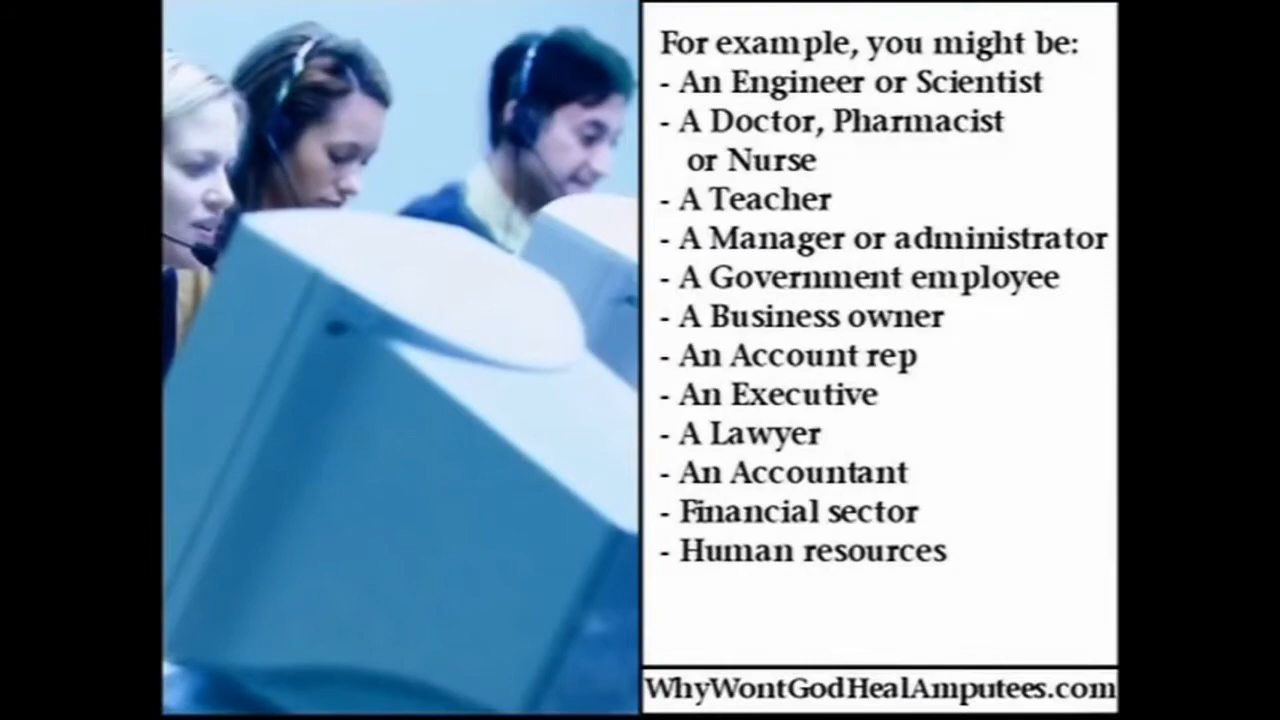 For example, you might be:
- An Engineer or Scientist
- A Doctor, Pharmacist
or Nurse
- A Teacher
- A Manager or administrator
- A Government employee
- A Business owner
- An Account rep
- An Executive
- A Lawyer
- An Accountant
- Financial sector
- Human resources
WhyWontGodHealAmputees.com